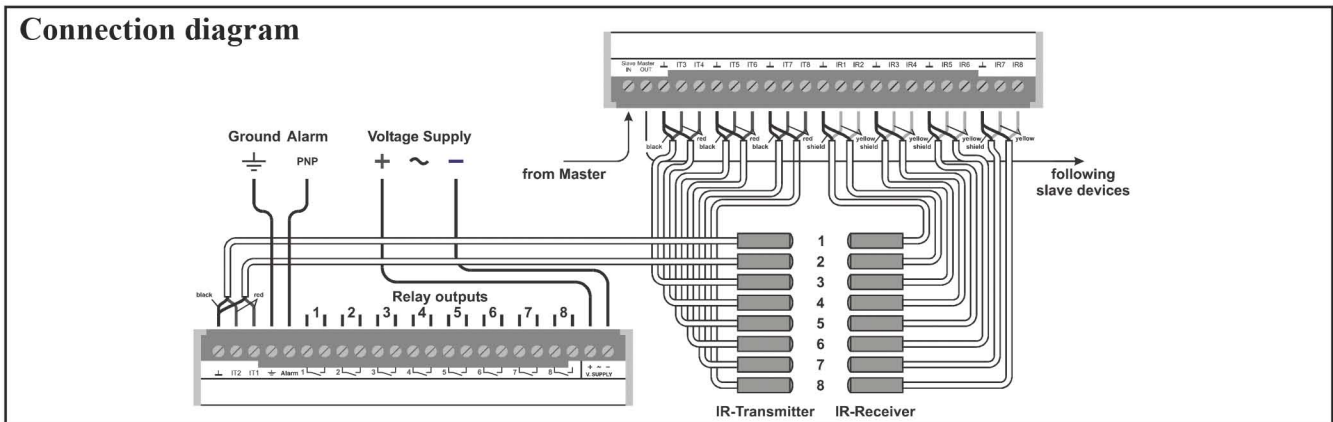 Connection diagram
Slave IN Master OUT ⊥ IT3 IT4 ⊥ IT5 IT6 ⊥ IT7 IT8 ⊥ IR1 IR2 ⊥ IR3 IR4 ⊥ IR5 IR6 ⊥ IR7 IR8
black red black red black red shield yellow shield yellow shield yellow shield yellow
Ground Alarm Voltage Supply
PNP + ~ −
from Master
following
slave devices
1
2
3
4
5
6
7
8
IR-Transmitter IR-Receiver
black red
Relay outputs
1 2 3 4 5 6 7 8
⊥ IT2 IT1 Alarm 1 2 3 4 5 6 7 8 + ~ −
V. SUPPLY